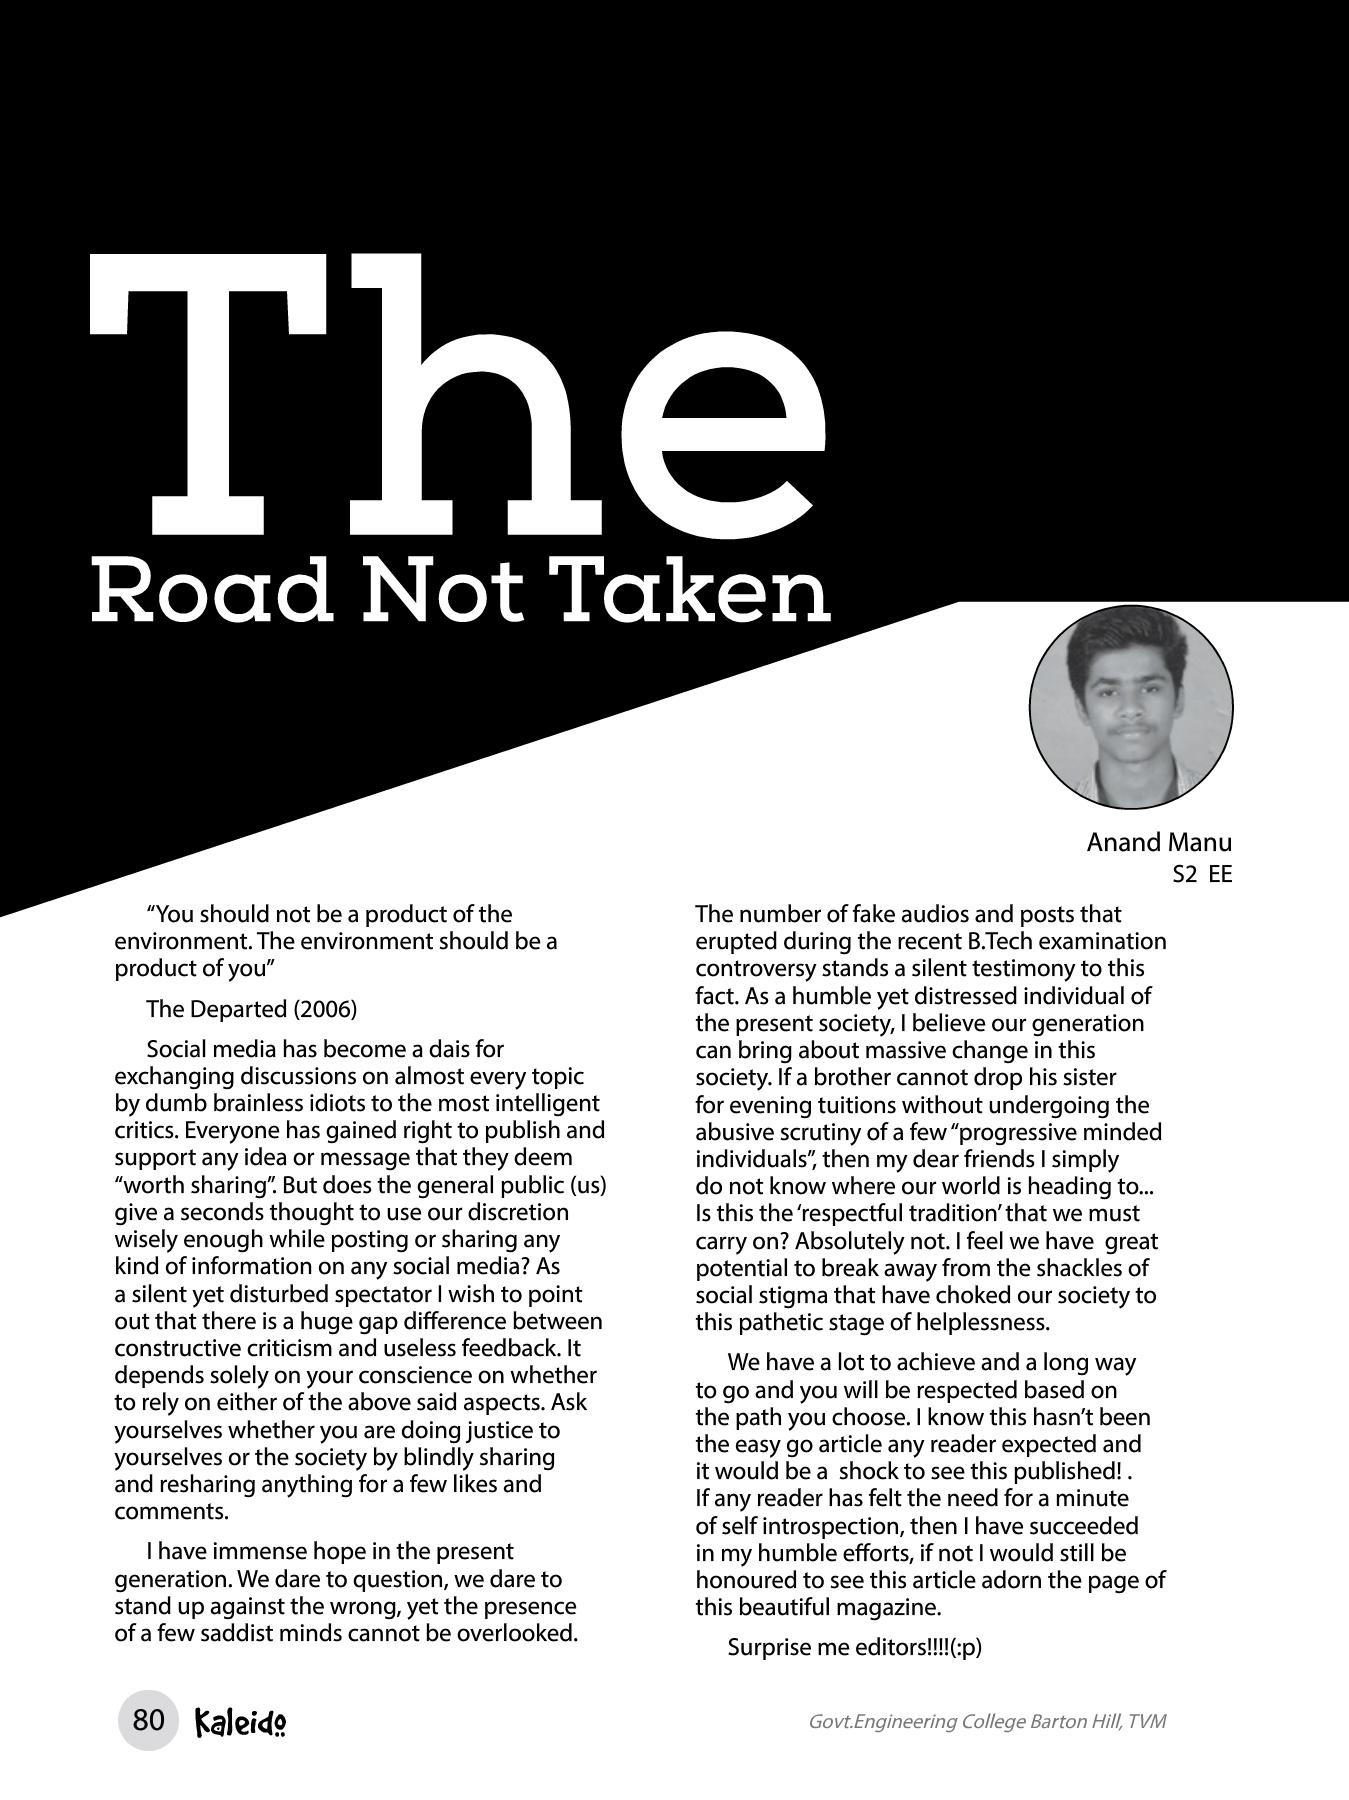 The
Road Not Taken
Anand Manu
S2  EE
“You should not be a product of the
environment. The environment should be a
product of you”
The Departed (2006)
Social media has become a dais for
exchanging discussions on almost every topic
by dumb brainless idiots to the most intelligent
critics. Everyone has gained right to publish and
support any idea or message that they deem
“worth sharing”. But does the general public (us)
give a seconds thought to use our discretion
wisely enough while posting or sharing any
kind of information on any social media? As
a silent yet disturbed spectator I wish to point
out that there is a huge gap difference between
constructive criticism and useless feedback. It
depends solely on your conscience on whether
to rely on either of the above said aspects. Ask
yourselves whether you are doing justice to
yourselves or the society by blindly sharing
and resharing anything for a few likes and
comments.
I have immense hope in the present
generation. We dare to question, we dare to
stand up against the wrong, yet the presence
of a few saddist minds cannot be overlooked.
The number of fake audios and posts that
erupted during the recent B.Tech examination
controversy stands a silent testimony to this
fact. As a humble yet distressed individual of
the present society, I believe our generation
can bring about massive change in this
society. If a brother cannot drop his sister
for evening tuitions without undergoing the
abusive scrutiny of a few “progressive minded
individuals”, then my dear friends I simply
do not know where our world is heading to...
Is this the ‘respectful tradition’ that we must
carry on? Absolutely not. I feel we have  great
potential to break away from the shackles of
social stigma that have choked our society to
this pathetic stage of helplessness.
We have a lot to achieve and a long way
to go and you will be respected based on
the path you choose. I know this hasn’t been
the easy go article any reader expected and
it would be a  shock to see this published! .
If any reader has felt the need for a minute
of self introspection, then I have succeeded
in my humble efforts, if not I would still be
honoured to see this article adorn the page of
this beautiful magazine.
Surprise me editors!!!!(:p)
80 Kaleido
Govt.Engineering College Barton Hill, TVM